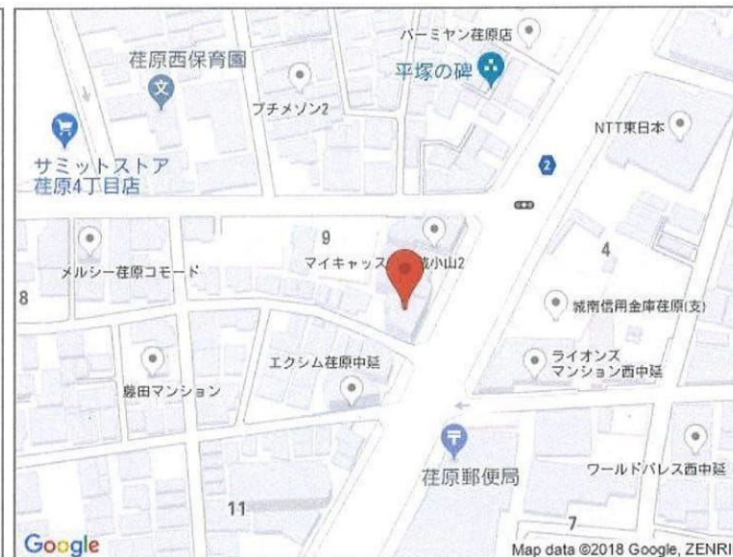 バーミヤン荏原店
荏原西保育園
文
平塚の碑
プチメゾン2
NTT東日本
サミットストア
荏原4丁目店
2
9
4
メルシー荏原コモード
マイキャッス
蔵小山2
8
城南信用金庫荏原(支)
エクシム荏原中延
ライオンズ
マンション西中延
藤田マンション
〒
荏原郵便局
ワールドパレス西中延
11
7
Google
Map data ©2018 Google, ZENRI